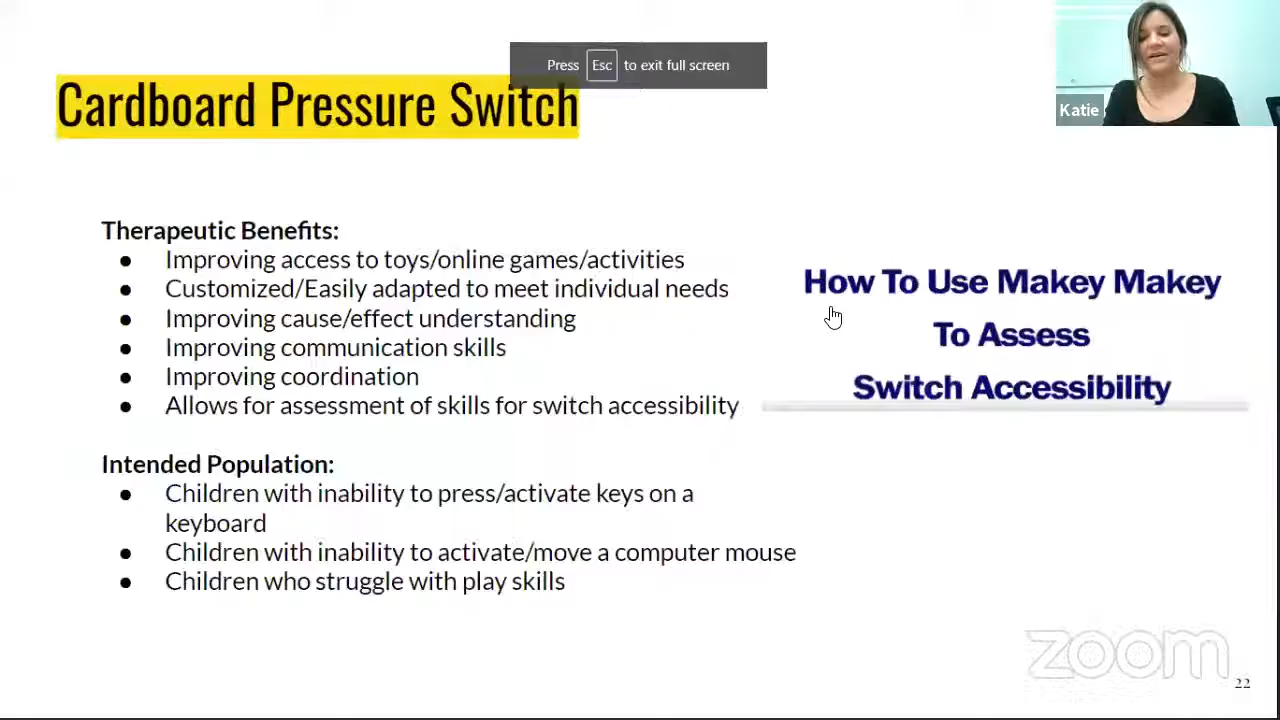 Press Esc to exit full screen
Cardboard Pressure Switch
Katie
Therapeutic Benefits:
● Improving access to toys/online games/activities
● Customized/Easily adapted to meet individual needs
● Improving cause/effect understanding
● Improving communication skills
● Improving coordination
● Allows for assessment of skills for switch accessibility
How To Use Makey Makey
To Assess
Switch Accessibility
Intended Population:
● Children with inability to press/activate keys on a
keyboard
● Children with inability to activate/move a computer mouse
● Children who struggle with play skills
zoom
22